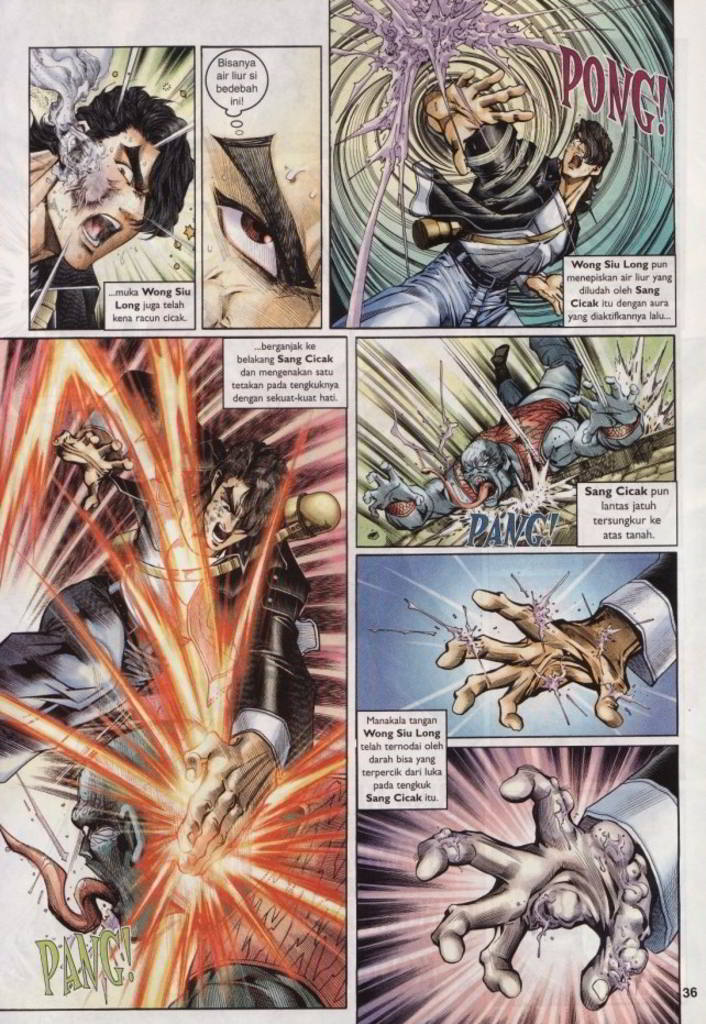 ...muka Wong Siu
Long juga telah
kena racun cicak.
Bisanya
air liur si
bedebah
ini!
PONG!
Wong Siu Long pun
menepiskan air liur yang
diludah oleh Sang
Cicak itu dengan aura
yang diaktifkannya lalu...
...berganjak ke
belakang Sang Cicak
dan mengenakan satu
tetakan pada tengkuknya
dengan sekuat-kuat hati.
PANG!
Sang Cicak pun
lantas jatuh
tersungkur ke
atas tanah.
PANG!
Manakala tangan
Wong Siu Long
telah ternodai oleh
darah bisa yang
terpercik dari luka
pada tengkuk
Sang Cicak itu.
36